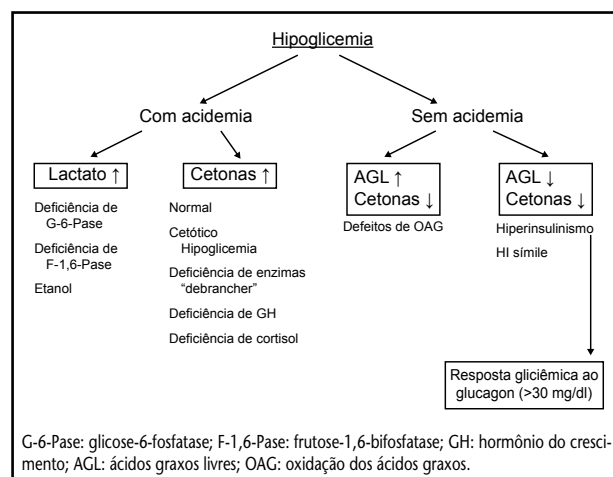 Hipoglicemia
Com acidemia
Sem acidemia
Lactato ↑
Cetonas ↑
AGL ↑
Cetonas ↓
AGL ↓
Cetonas ↓
Deficiência de
G-6-Pase
Deficiência de
F-1,6-Pase
Etanol
Normal
Cetótico
Hipoglicemia
Deficiência de enzimas
“debrancher”
Deficiência de GH
Deficiência de cortisol
Defeitos de OAG
Hiperinsulinismo
HI símile
Resposta gliciêmica ao
glucagon (>30 mg/dl)
G-6-Pase: glicose-6-fosfatase; F-1,6-Pase: frutose-1,6-bifosfatase; GH: hormônio do cresci-
mento; AGL: ácidos graxos livres; OAG: oxidação dos ácidos graxos.